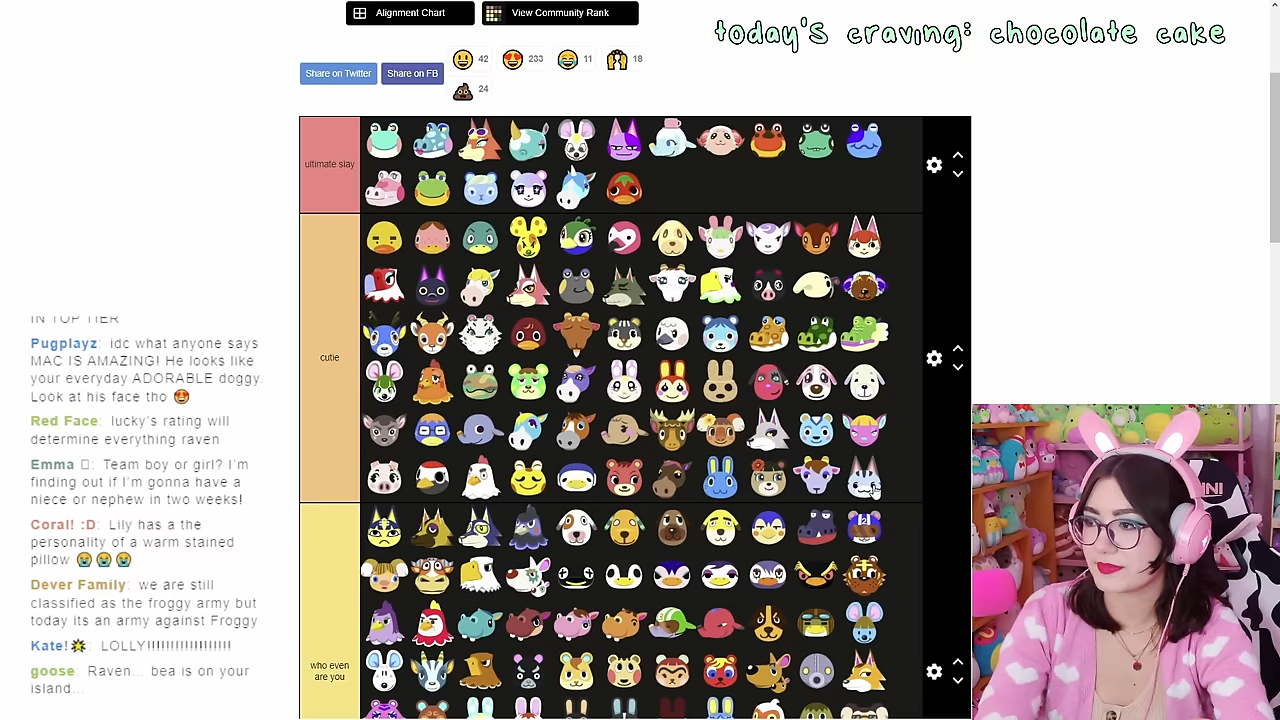 Alignment Chart
View Community Rank
today's craving: chocolate cake
Share on Twitter
Share on FB
42
233
11
18
24
ultimate slay
cutie
who even
are you
IN TOP TIER
Pugplayz: idc what anyone says
MAC IS AMAZING! He looks like
your everyday ADORABLE doggy.
Look at his face tho 😍
Red Face: lucky's rating will
determine everything raven
Emma: Team boy or girl? I'm
finding out if I'm gonna have a
niece or nephew in two weeks!
Coral! :D: Lily has a the
personality of a warm stained
pillow 😭😭😭
Dever Family: we are still
classified as the froggy army but
today its an army against Froggy
Kate!💥: LOLLY!!!!!!!!!!!!!!!!!!
goose: Raven... bea is on your
island...